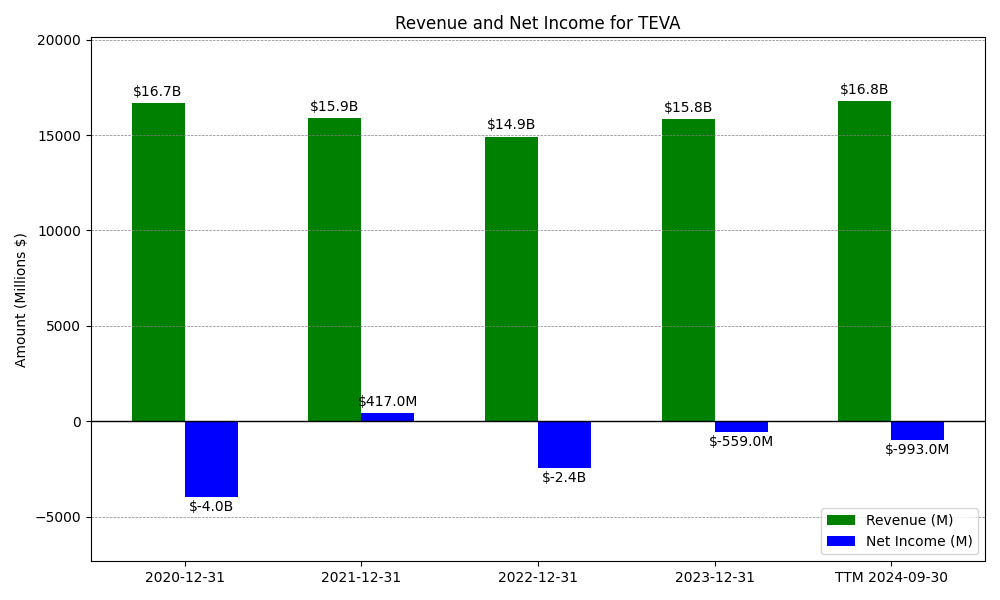 Revenue and Net Income for TEVA
20000
15000
10000
5000
0
−5000
Amount (Millions $)
$16.7B
$15.9B
$14.9B
$15.8B
$16.8B
$-4.0B
$417.0M
$-2.4B
$-559.0M
$-993.0M
Revenue (M)
Net Income (M)
2020-12-31
2021-12-31
2022-12-31
2023-12-31
TTM 2024-09-30